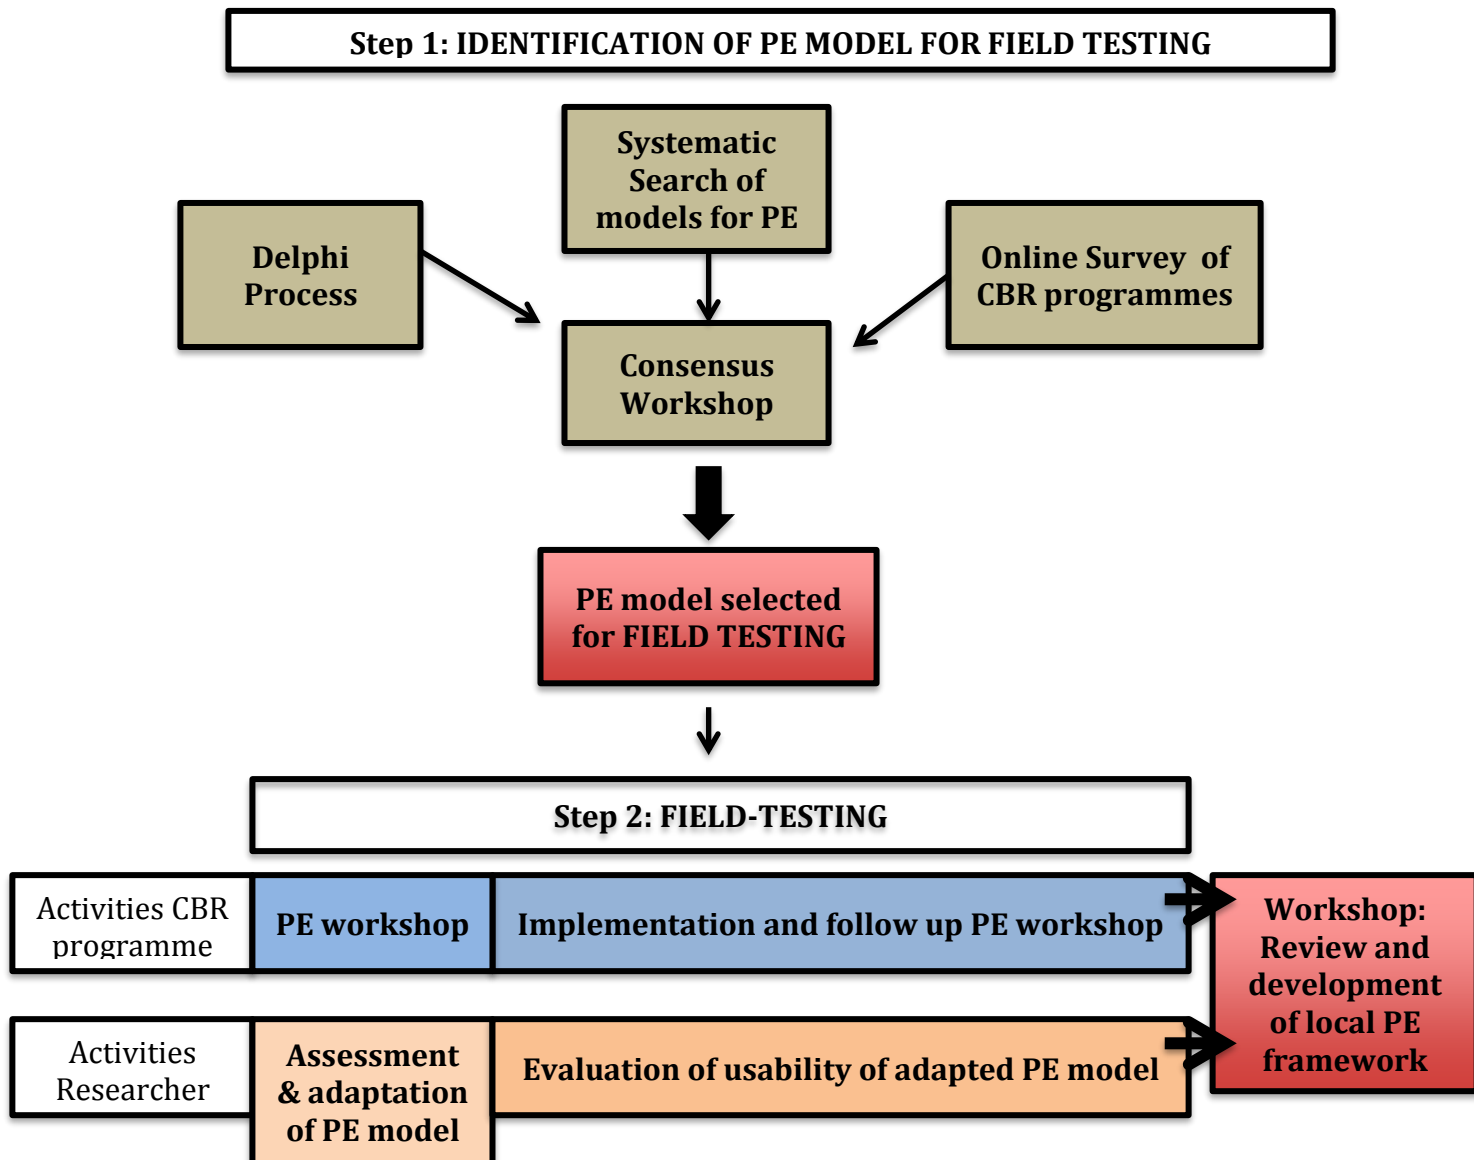 Step 1: IDENTIFICATION OF PE MODEL FOR FIELD TESTING
Systematic
Search of
models for PE
Delphi
Process
Online Survey of
CBR programmes
Consensus
Workshop
PE model selected
for FIELD TESTING
Step 2: FIELD-TESTING
Activities CBR
programme
PE workshop
Implementation and follow up PE workshop
Workshop:
Review and
development
of local PE
framework
Activities
Researcher
Assessment
& adaptation
of PE model
Evaluation of usability of adapted PE model